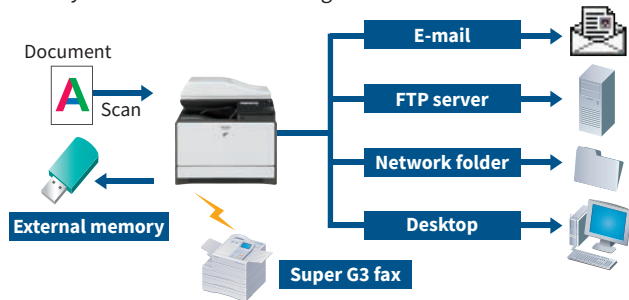 Document
A
Scan
External memory
Super G3 fax
E-mail
FTP server
Network folder
Desktop